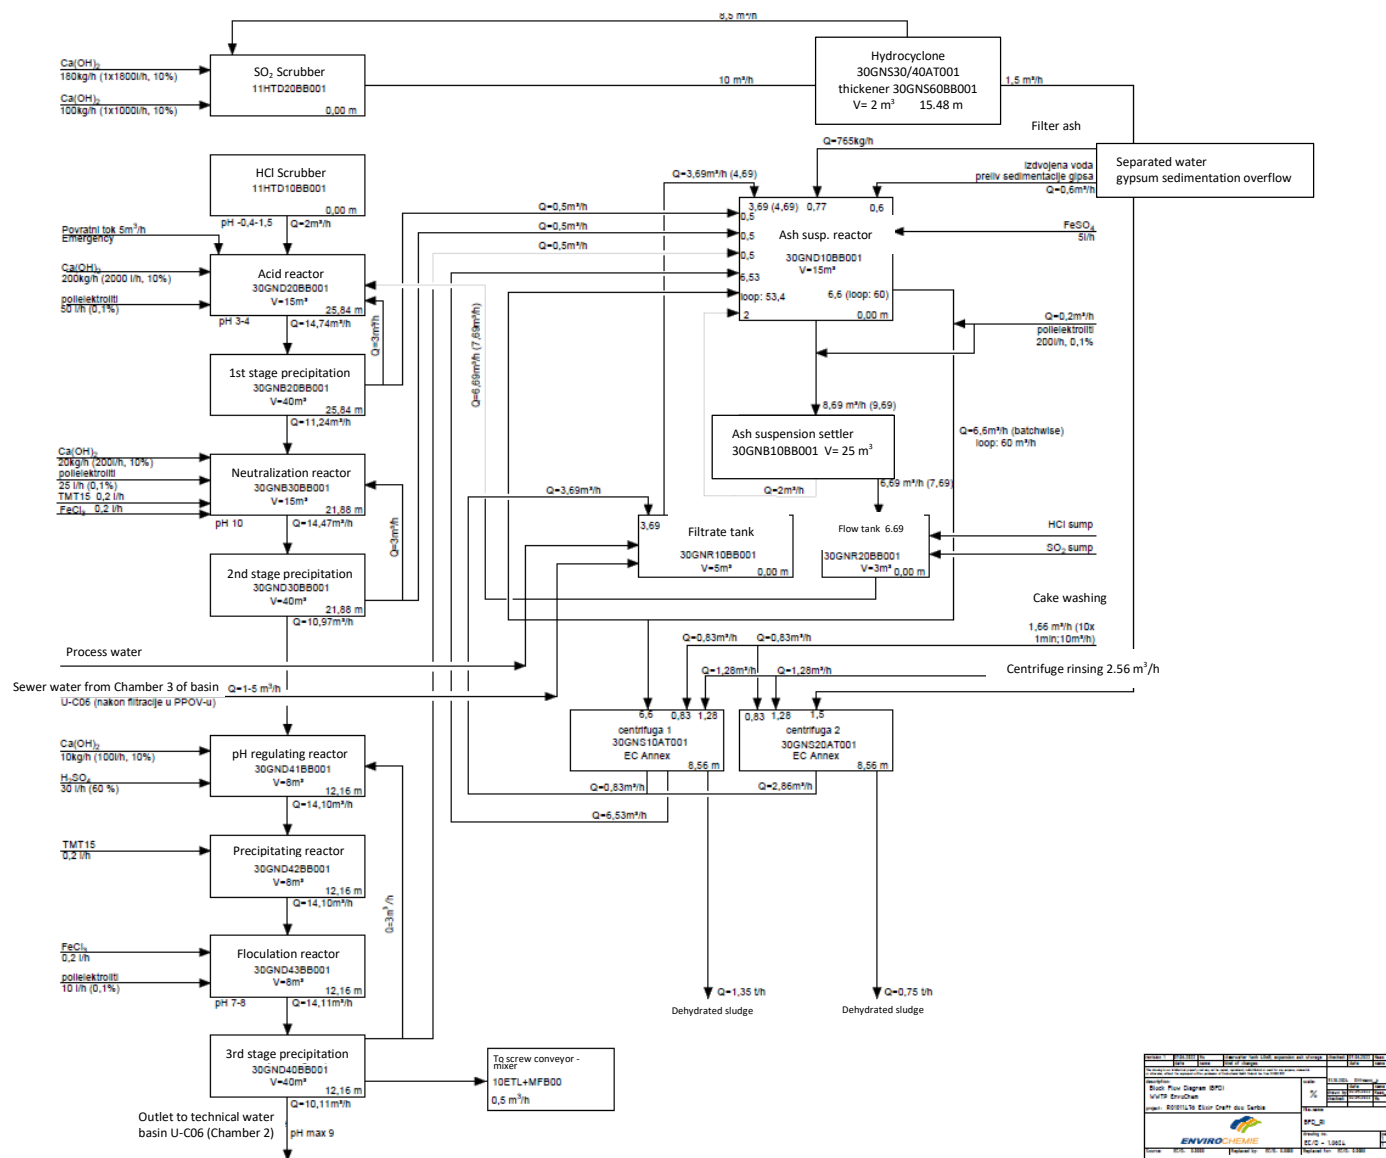 8,5 m³/h
Ca(OH)₂
180kg/h (1x1800l/h, 10%)
Ca(OH)₂
100kg/h (1x1000l/h, 10%)
SO₂ Scrubber
11HTD20BB001
0,00 m
10 m³/h
Hydrocyclone
30GNS30/40AT001
thickener 30GNS60BB001
V= 2 m³ 15.48 m
1,5 m³/h
Filter ash
Q=765kg/h
Separated water
gypsum sedimentation overflow
Izdvojena voda
preliv sedimentacije gipsa
Q=0,6m³/h
HCl Scrubber
11HTD10BB001
0,00 m
pH -0,4-1,5
Q=2m³/h
Q=3,69m³/h (4,69)
Q=0,5m³/h
Q=0,5m³/h
Q=0,5m³/h
3,69 (4,69) 0,77 0,6
0,5
0,5
0,5
6,53
loop: 53,4
2
Ash susp. reactor
30GND10BB001
V=15m³
6,6 (loop: 60)
0,00 m
FeSO₄
5l/h
Povratni tok 5m³/h
Emergency
Ca(OH)₂
200kg/h (2000 l/h, 10%)
polielektroliti
50 l/h (0,1%)
Acid reactor
30GND20BB001
V=15m³
25,84 m
pH 3-4
Q=14,74m³/h
Q=3m³/h
Q=6,69m³/h (7,69m³/h)
Q=0,2m³/h
polielektroliti
200l/h, 0,1%
1st stage precipitation
30GNB20BB001
V=40m³
25,84 m
Q=11,24m³/h
8,69 m³/h (9,69)
Ash suspension settler
30GNB10BB001 V= 25 m³
Q=2m³/h
6,69 m³/h (7,69)
Q=6,6m³/h (batchwise)
loop: 60 m³/h
Ca(OH)₂
20kg/h (200l/h, 10%)
polielektroliti
25 l/h (0,1%)
TMT15 0,2 l/h
FeCl₃ 0,2 l/h
Neutralization reactor
30GNB30BB001
V=15m³
21,88 m
pH 10
Q=14,47m³/h
Q=3m³/h
Q=3,69m³/h
3,69
Filtrate tank
30GNR10BB001
V=5m³
0,00 m
Flow tank 6.69
30GNR20BB001
V=3m³
0,00 m
HCl sump
SO₂ sump
2nd stage precipitation
30GND30BB001
V=40m³
21,88 m
Q=10,97m³/h
Cake washing
1,66 m³/h (10x
1min;10m³/h)
Q=0,83m³/h
Q=0,83m³/h
Process water
Centrifuge rinsing 2.56 m³/h
Q=1,28m³/h
Q=1,28m³/h
Sewer water from Chamber 3 of basin
Q=1-5 m³/h
U-C06 (nakon filtracije u PPOV-u)
6,6 0,83 1,28
centrifuga 1
30GNS10AT001
EC Annex
8,56 m
0,83 1,28 1,5
centrifuga 2
30GNS20AT001
EC Annex
8,56 m
Q=0,83m³/h
Q=2,86m³/h
Q=6,53m³/h
Ca(OH)₂
10kg/h (100l/h, 10%)
H₂SO₄
30 l/h (60 %)
pH regulating reactor
30GND41BB001
V=8m³
12,16 m
Q=14,10m³/h
TMT15
0,2 l/h
Precipitating reactor
30GND42BB001
V=8m³
12,16 m
Q=14,10m³/h
Q=3m³/h
FeCl₃
0,2 l/h
polielektroliti
10 l/h (0,1%)
Floculation reactor
30GND43BB001
V=8m³
12,16 m
pH 7-8
Q=14,11m³/h
Q=1,35 t/h
Dehydrated sludge
Q=0,75 t/h
Dehydrated sludge
3rd stage precipitation
30GND40BB001
V=40m³
12,16 m
Q=10,11m³/h
To screw conveyor -
mixer
10ETL+MFB00
0,5 m³/h
Outlet to technical water
basin U-C06 (Chamber 2)
pH max 9
Block Flow Diagram (BFD)
WWTP EnviroChem
ENVIROCHEMIE